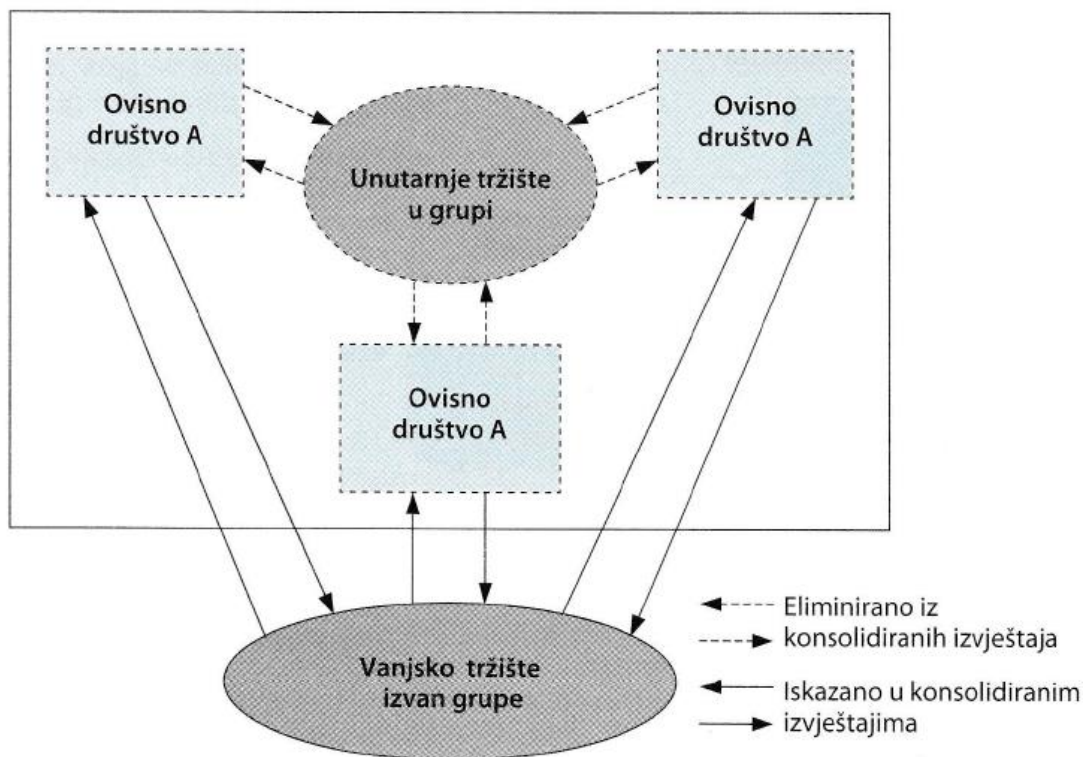 Ovisno
društvo A
Unutarnje tržište
u grupi
Ovisno
društvo A
Ovisno
društvo A
Vanjsko tržište
izvan grupe
Eliminirano iz
konsolidiranih izvještaja
Iskazano u konsolidiranim
izvještajima